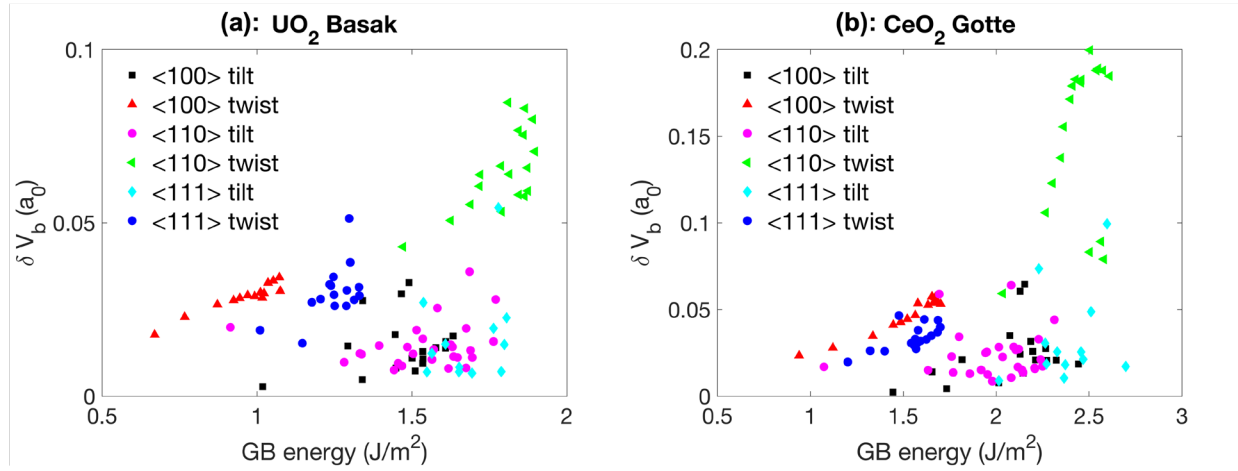 (a): UO₂ Basak
0.1
0.05
0
δ V_b (a₀)
<100> tilt
<100> twist
<110> tilt
<110> twist
<111> tilt
<111> twist
0.5 1 1.5 2
GB energy (J/m²)
(b): CeO₂ Gotte
0.2
0.15
0.1
0.05
0
δ V_b (a₀)
<100> tilt
<100> twist
<110> tilt
<110> twist
<111> tilt
<111> twist
0.5 1 1.5 2 2.5 3
GB energy (J/m²)